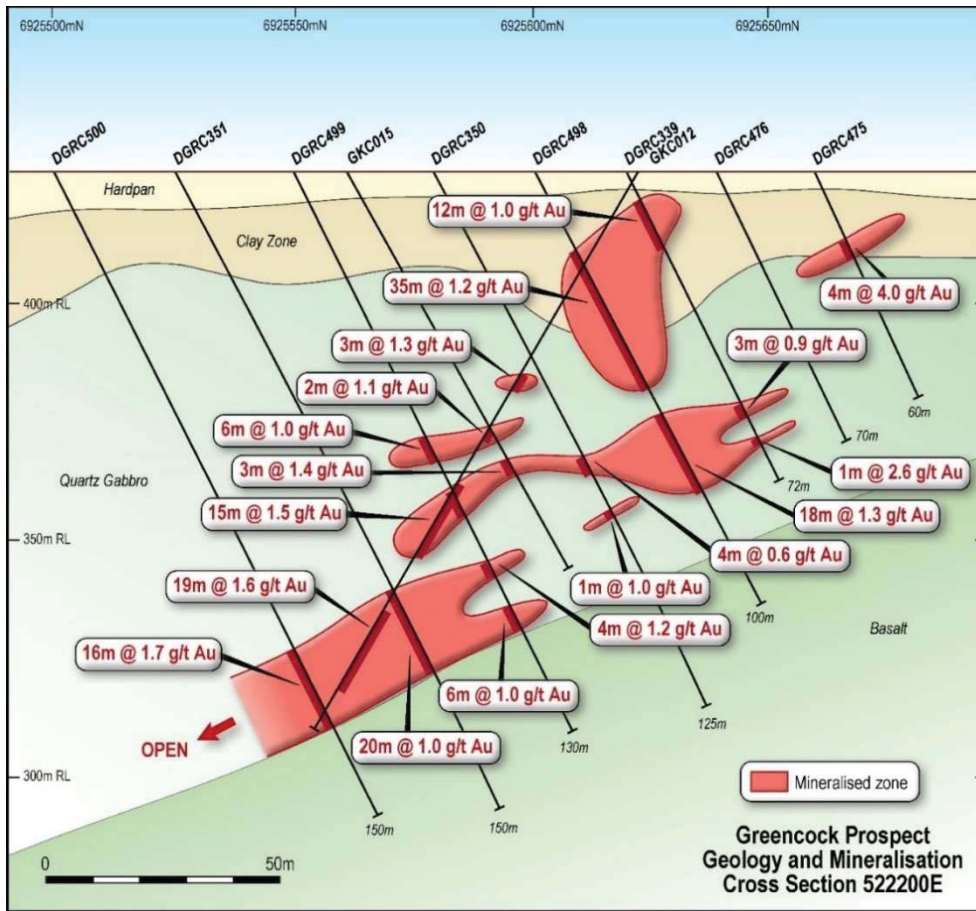 6925500mN
6925550mN
6925600mN
6925650mN
DGRC500
DGRC351
DGRC499
GKC015
DGRC350
DGRC498
DGRC339
GKC012
DGRC476
DGRC475
Hardpan
Clay Zone
12m @ 1.0 g/t Au
35m @ 1.2 g/t Au
4m @ 4.0 g/t Au
400m RL
3m @ 1.3 g/t Au
3m @ 0.9 g/t Au
2m @ 1.1 g/t Au
60m
6m @ 1.0 g/t Au
70m
3m @ 1.4 g/t Au
1m @ 2.6 g/t Au
Quartz Gabbro
72m
15m @ 1.5 g/t Au
18m @ 1.3 g/t Au
350m RL
4m @ 0.6 g/t Au
19m @ 1.6 g/t Au
1m @ 1.0 g/t Au
100m
4m @ 1.2 g/t Au
Basalt
16m @ 1.7 g/t Au
6m @ 1.0 g/t Au
125m
OPEN
20m @ 1.0 g/t Au
130m
300m RL
Mineralised zone
150m
150m
0
50m
Greencock Prospect
Geology and Mineralisation
Cross Section 522200E